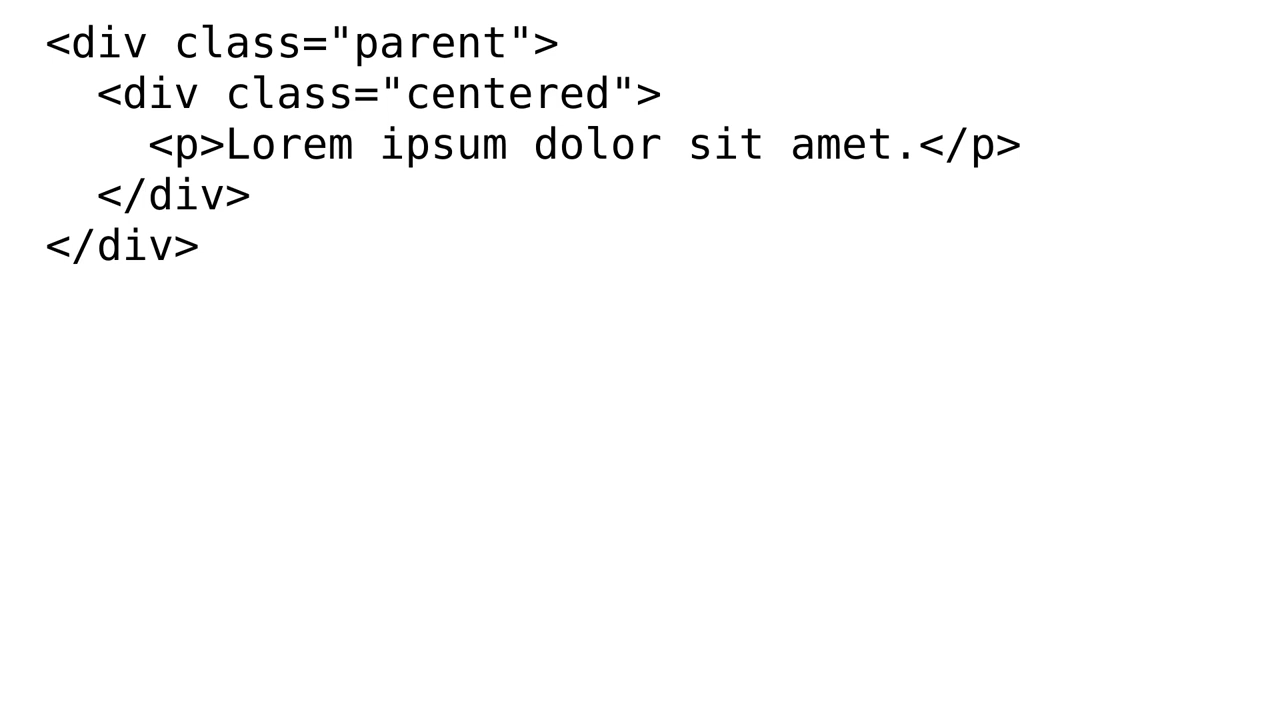 <div class="parent">
  <div class="centered">
    <p>Lorem ipsum dolor sit amet.</p>
  </div>
</div>